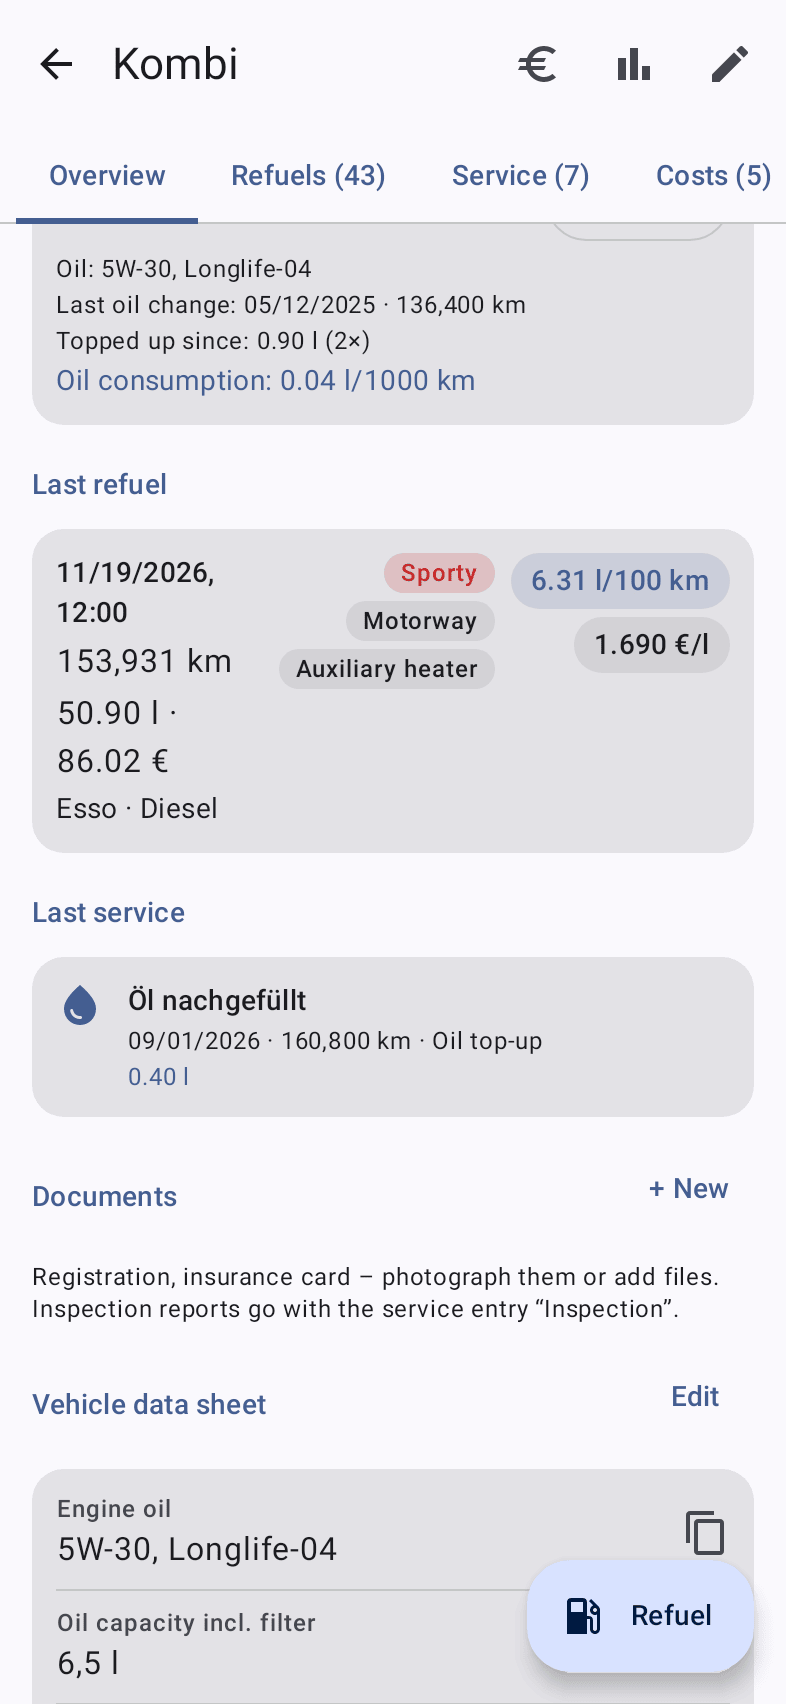 Kombi
Overview
Refuels (43)
Service (7)
Costs (5)
Oil: 5W-30, Longlife-04
Last oil change: 05/12/2025 · 136,400 km
Topped up since: 0.90 l (2×)
Oil consumption: 0.04 l/1000 km
Last refuel
11/19/2026,
12:00
153,931 km
50.90 l ·
86.02 €
Esso · Diesel
Sporty
Motorway
Auxiliary heater
6.31 l/100 km
1.690 €/l
Last service
Öl nachgefüllt
09/01/2026 · 160,800 km · Oil top-up
0.40 l
Documents
+ New
Registration, insurance card – photograph them or add files.
Inspection reports go with the service entry “Inspection”.
Vehicle data sheet
Edit
Engine oil
5W-30, Longlife-04
Oil capacity incl. filter
6,5 l
Refuel